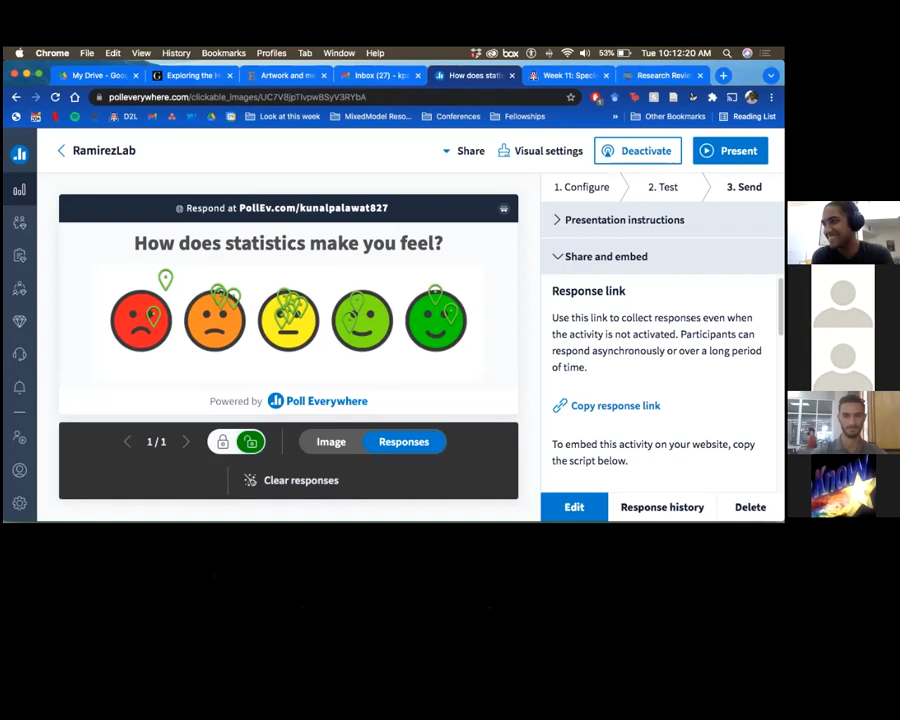 Chrome File Edit View History Bookmarks Profiles Tab Window Help
box 53% Tue 10:12:20 AM
My Drive - Goo
Exploring the H
Artwork and m
Inbox (27) - kp
How does stati
Week 11: Speci
Research Revi
polleverywhere.com/clickable_images/UC7V8jpTlvpwBSyV3RYbA
D2L Look at this week MixedModel Reso... Conferences Fellowships » Other Bookmarks Reading List
RamirezLab
Share
Visual settings
Deactivate
Present
Respond at PollEv.com/kunalpalawat827
How does statistics make you feel?
Powered by Poll Everywhere
1 / 1
Image
Responses
Clear responses
1. Configure
2. Test
3. Send
Presentation instructions
Share and embed
Response link
Use this link to collect responses even when
the activity is not activated. Participants can
respond asynchronously or over a long period
of time.
Copy response link
To embed this activity on your website, copy
the script below.
Edit
Response history
Delete
Know